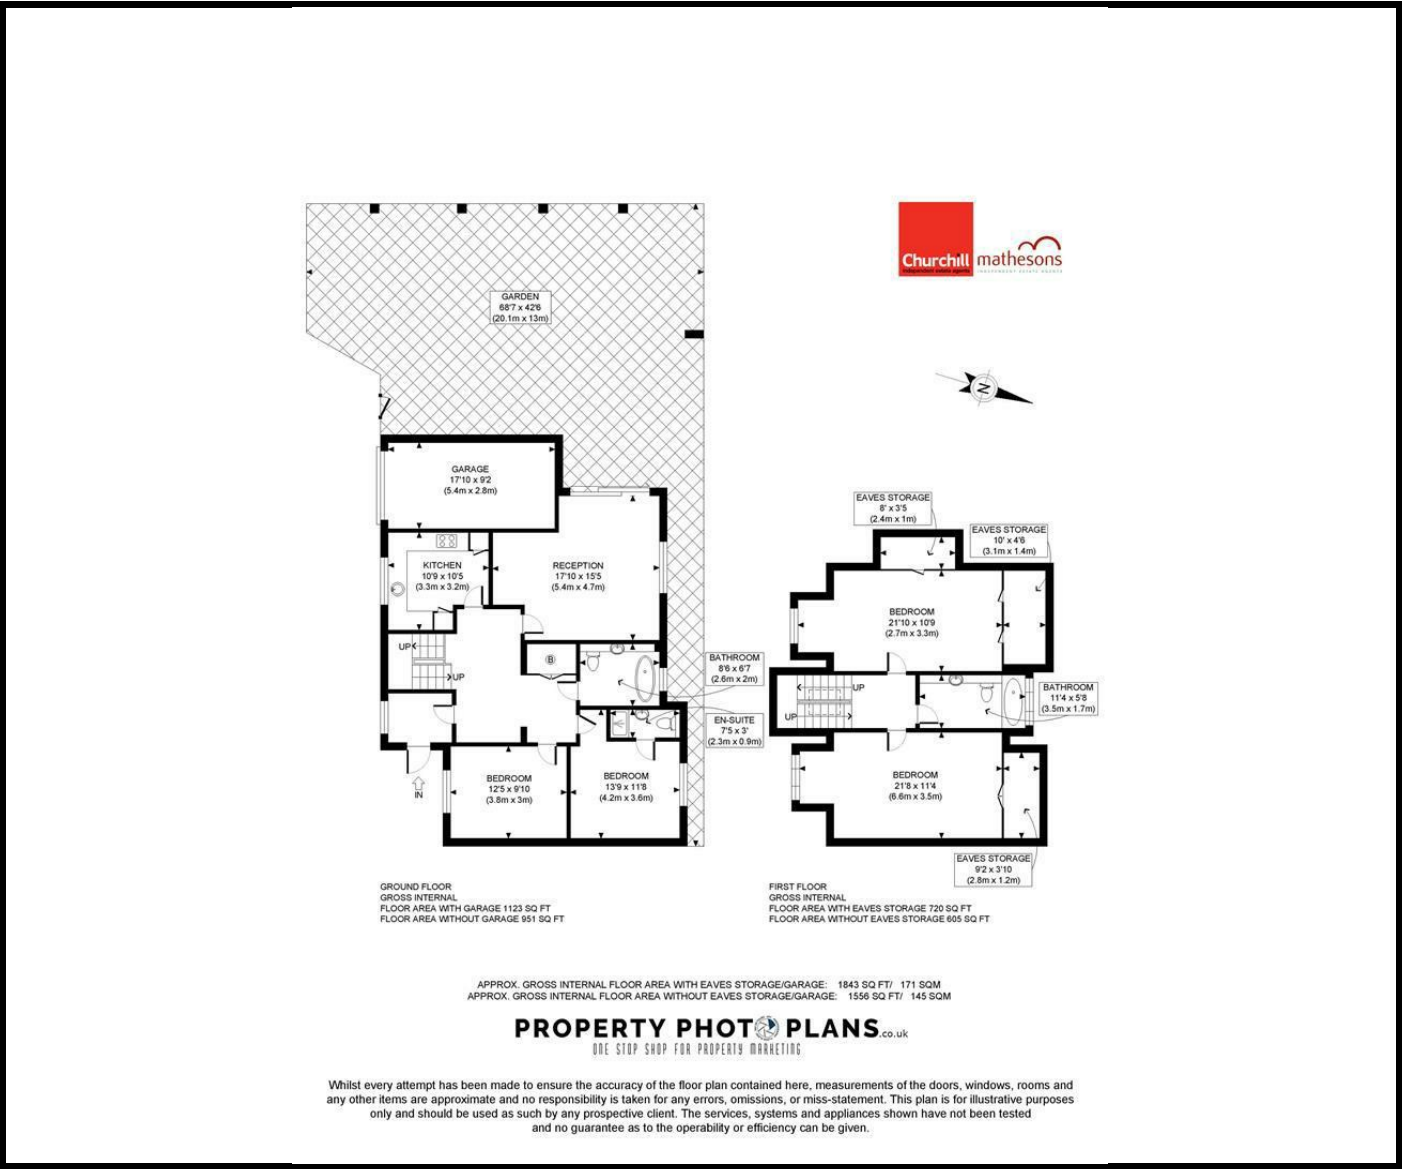 Churchill
independent estate agents
mathesons
INDEPENDENT ESTATE AGENTS
GARDEN
68'7 x 42'6
(20.1m x 13m)
N
GARAGE
17'10 x 9'2
(5.4m x 2.8m)
KITCHEN
10'9 x 10'5
(3.3m x 3.2m)
RECEPTION
17'10 x 15'5
(5.4m x 4.7m)
UP
UP
B
BATHROOM
8'6 x 6'7
(2.6m x 2m)
EN-SUITE
7'5 x 3'
(2.3m x 0.9m)
BEDROOM
12'5 x 9'10
(3.8m x 3m)
BEDROOM
13'9 x 11'8
(4.2m x 3.6m)
IN
EAVES STORAGE
8' x 3'5
(2.4m x 1m)
EAVES STORAGE
10' x 4'6
(3.1m x 1.4m)
BEDROOM
21'10 x 10'9
(2.7m x 3.3m)
UP
UP
BATHROOM
11'4 x 5'8
(3.5m x 1.7m)
BEDROOM
21'8 x 11'4
(6.6m x 3.5m)
EAVES STORAGE
9'2 x 3'10
(2.8m x 1.2m)
GROUND FLOOR
GROSS INTERNAL
FLOOR AREA WITH GARAGE 1123 SQ FT
FLOOR AREA WITHOUT GARAGE 951 SQ FT
FIRST FLOOR
GROSS INTERNAL
FLOOR AREA WITH EAVES STORAGE 720 SQ FT
FLOOR AREA WITHOUT EAVES STORAGE 605 SQ FT
APPROX. GROSS INTERNAL FLOOR AREA WITH EAVES STORAGE/GARAGE: 1843 SQ FT/ 171 SQM
APPROX. GROSS INTERNAL FLOOR AREA WITHOUT EAVES STORAGE/GARAGE: 1556 SQ FT/ 145 SQM
PROPERTY PHOTO PLANS.co.uk
ONE STOP SHOP FOR PROPERTY MARKETING
Whilst every attempt has been made to ensure the accuracy of the floor plan contained here, measurements of the doors, windows, rooms and
any other items are approximate and no responsibility is taken for any errors, omissions, or miss-statement. This plan is for illustrative purposes
only and should be used as such by any prospective client. The services, systems and appliances shown have not been tested
and no guarantee as to the operability or efficiency can be given.